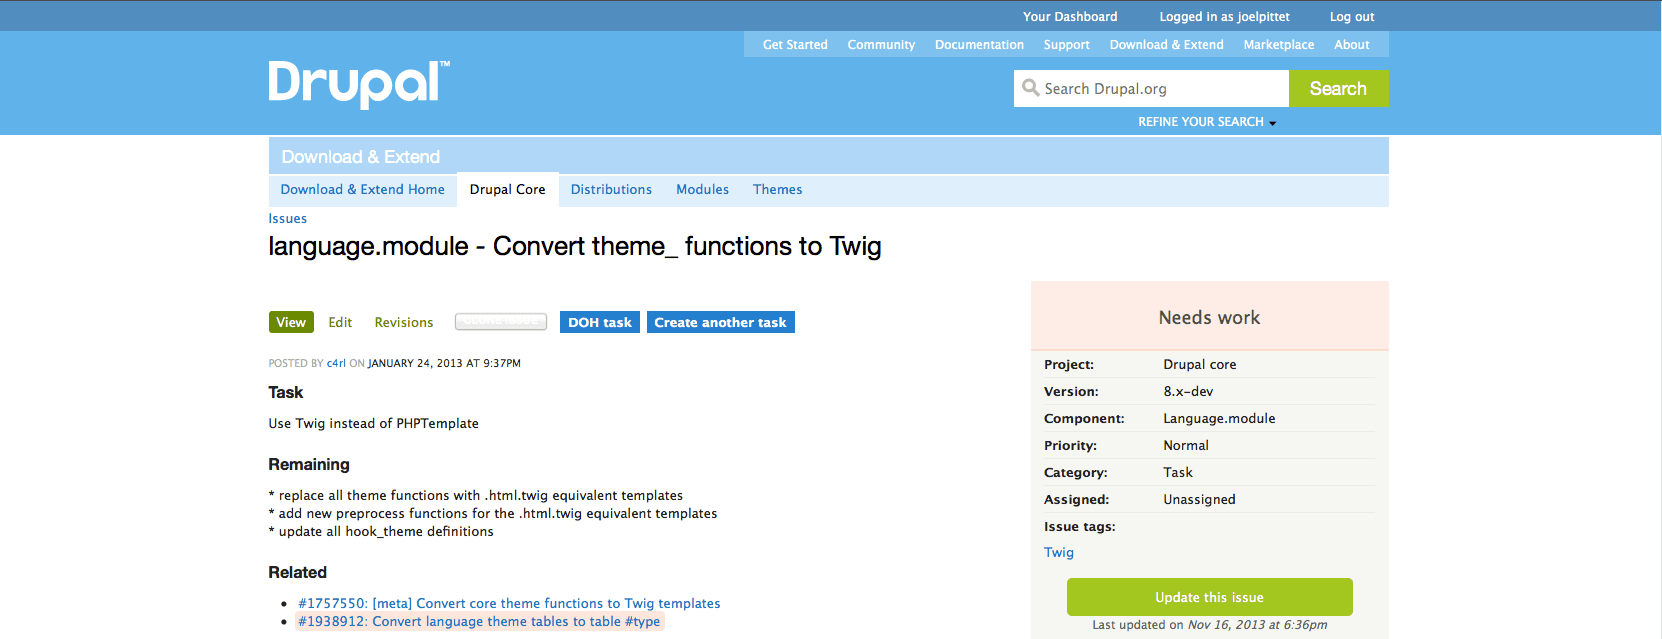 Your Dashboard Logged in as joelpittet Log out
Get Started Community Documentation Support Download & Extend Marketplace About
Drupal™
Search Drupal.org Search
REFINE YOUR SEARCH
Download & Extend
Download & Extend Home Drupal Core Distributions Modules Themes
Issues
language.module - Convert theme_ functions to Twig
View Edit Revisions DOH task Create another task
POSTED BY c4rl ON JANUARY 24, 2013 AT 9:37PM
Task
Use Twig instead of PHPTemplate
Remaining
* replace all theme functions with .html.twig equivalent templates
* add new preprocess functions for the .html.twig equivalent templates
* update all hook_theme definitions
Related
• #1757550: [meta] Convert core theme functions to Twig templates
• #1938912: Convert language theme tables to table #type
Needs work
Project: Drupal core
Version: 8.x-dev
Component: Language.module
Priority: Normal
Category: Task
Assigned: Unassigned
Issue tags:
Twig
Update this issue
Last updated on Nov 16, 2013 at 6:36pm